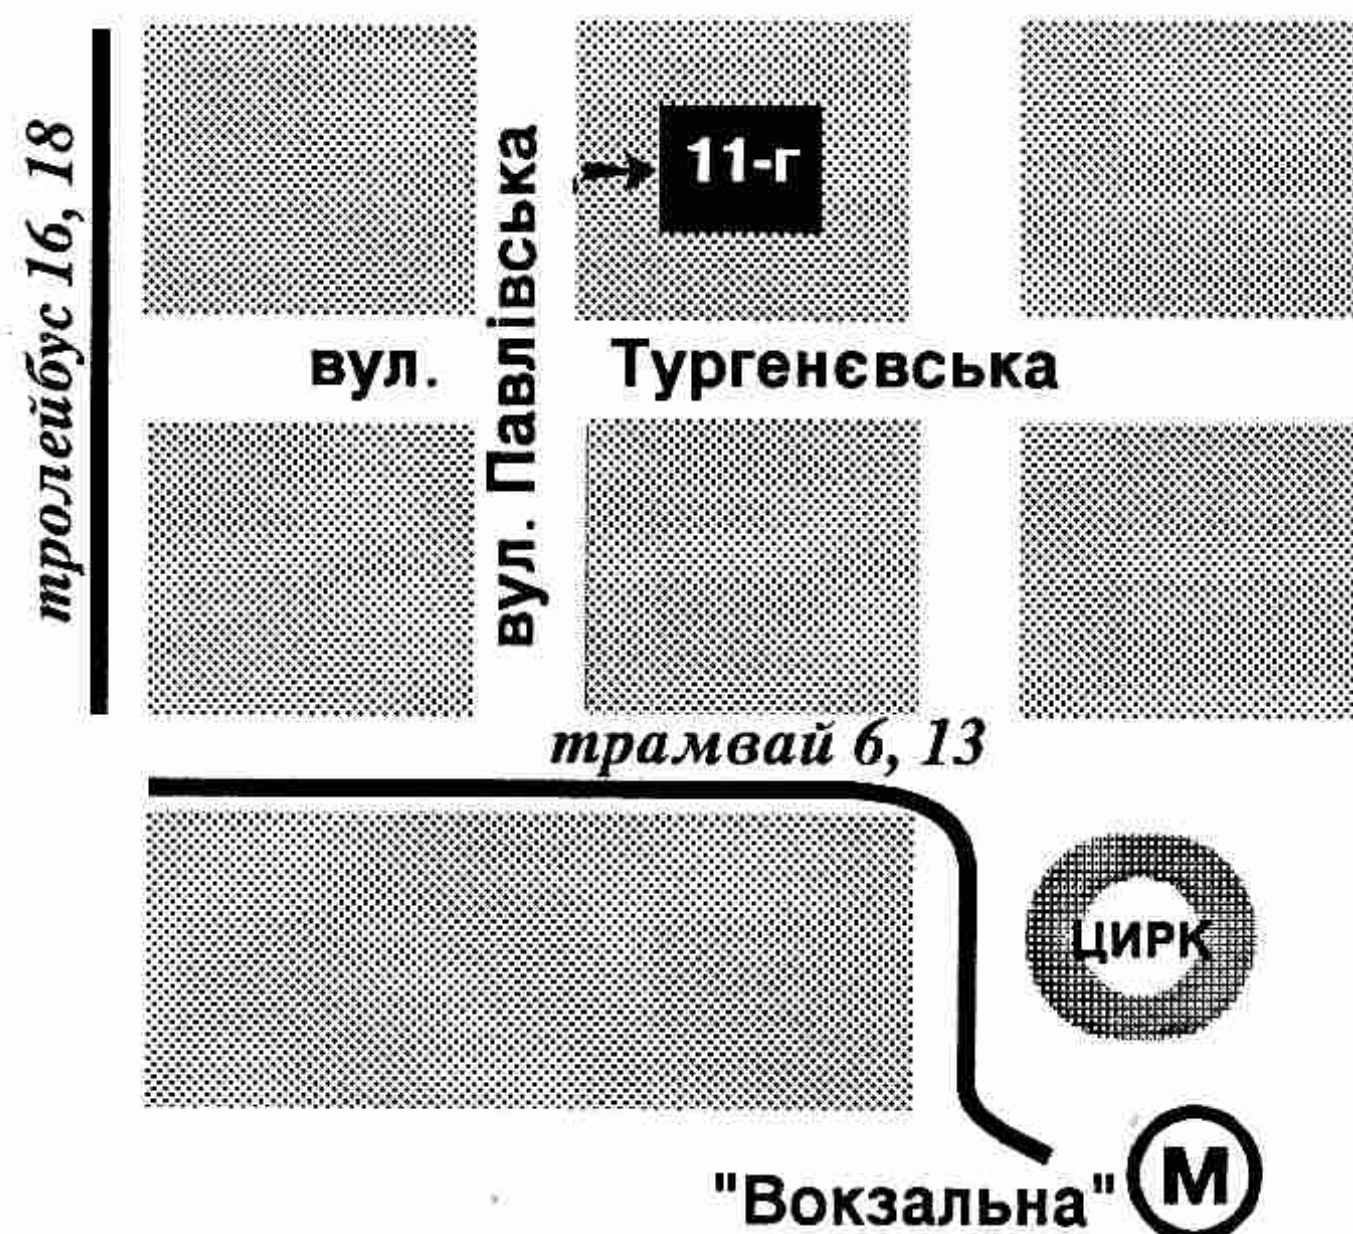 тролейбус 16, 18
вул. Павлівська
11-г
вул. Тургенєвська
трамвай 6, 13
ЦИРК
"Вокзальна" М